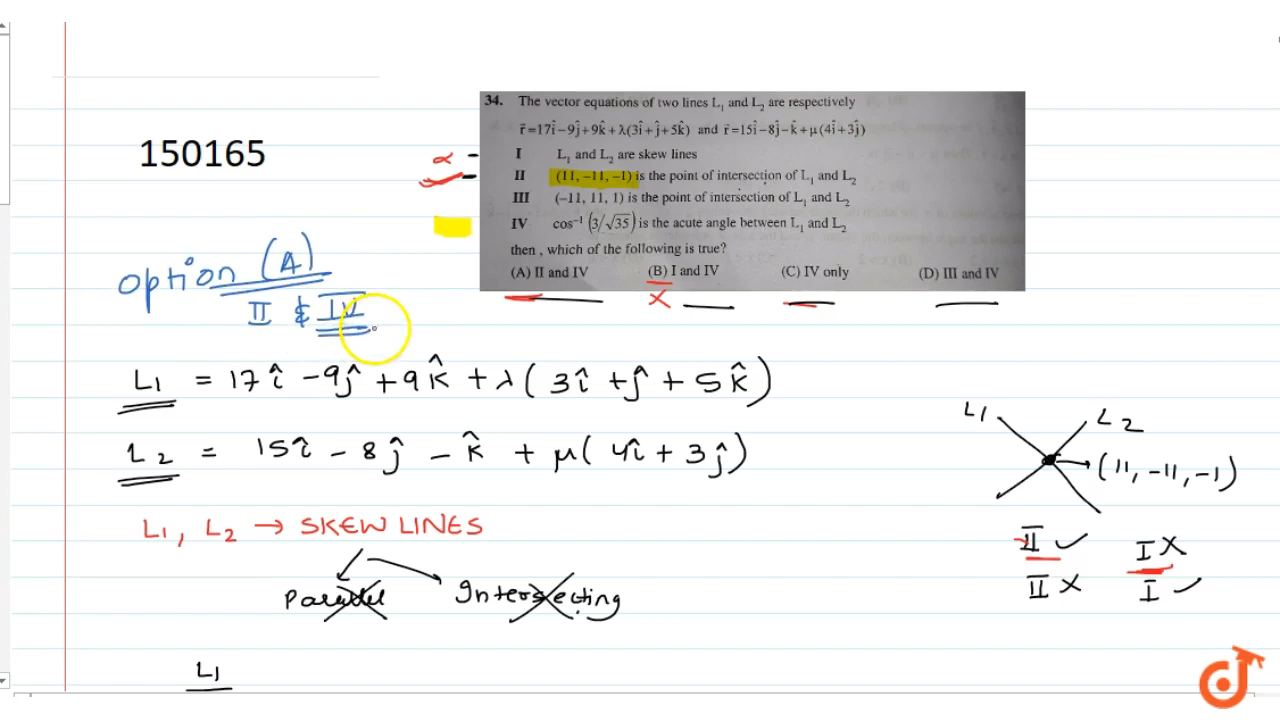 34. The vector equations of two lines L₁ and L₂ are respectively
r⃗=17î−9ĵ+9k̂+λ(3î+ĵ+5k̂) and r⃗=15î−8ĵ−k̂+μ(4î+3ĵ)
I L₁ and L₂ are skew lines
II (11, −11, −1) is the point of intersection of L₁ and L₂
III (−11, 11, 1) is the point of intersection of L₁ and L₂
IV cos⁻¹ (3/√35) is the acute angle between L₁ and L₂
then , which of the following is true?
(A) II and IV (B) I and IV (C) IV only (D) III and IV
x
150165
Option (A)
II & IV
L1 = 17î −9ĵ +9k̂ +λ( 3î +ĵ + 5k̂)
L2 = 15î − 8ĵ − k̂ + μ( 4î + 3ĵ)
L1, L2 → SKEW LINES
Parallel Intersecting
L1
L1 L2
(11, −11, −1)
II ✓ I X
II X I ✓